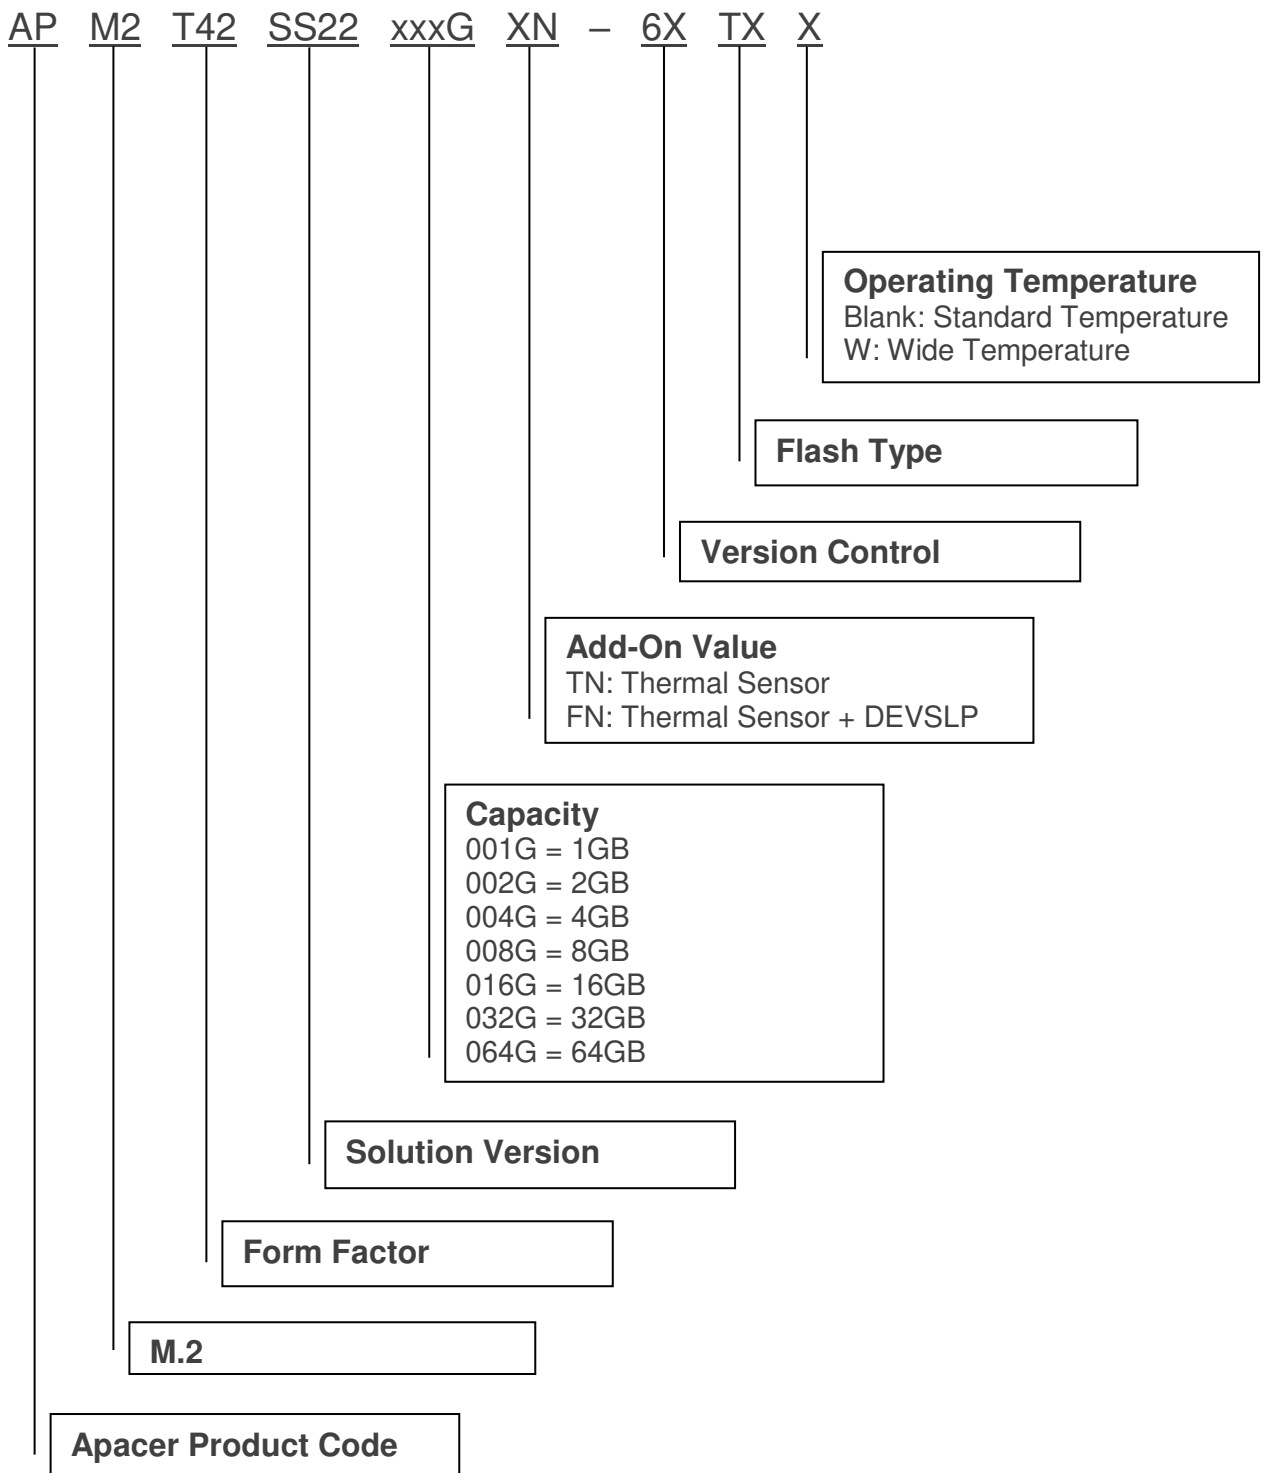 AP M2 T42 SS22 xxxG XN – 6X TX X
Operating Temperature
Blank: Standard Temperature
W: Wide Temperature
Flash Type
Version Control
Add-On Value
TN: Thermal Sensor
FN: Thermal Sensor + DEVSLP
Capacity
001G = 1GB
002G = 2GB
004G = 4GB
008G = 8GB
016G = 16GB
032G = 32GB
064G = 64GB
Solution Version
Form Factor
M.2
Apacer Product Code